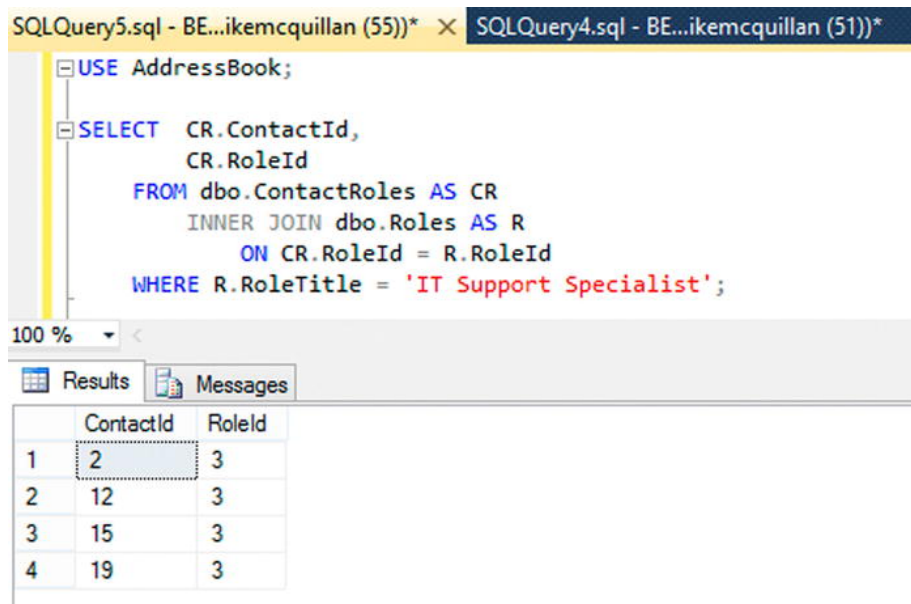 SQLQuery5.sql - BE...ikemcquillan (55))* × SQLQuery4.sql - BE...ikemcquillan (51))*
USE AddressBook;
SELECT CR.ContactId,
CR.RoleId
FROM dbo.ContactRoles AS CR
INNER JOIN dbo.Roles AS R
ON CR.RoleId = R.RoleId
WHERE R.RoleTitle = 'IT Support Specialist';
100 %
Results Messages
ContactId RoleId
1 2 3
2 12 3
3 15 3
4 19 3